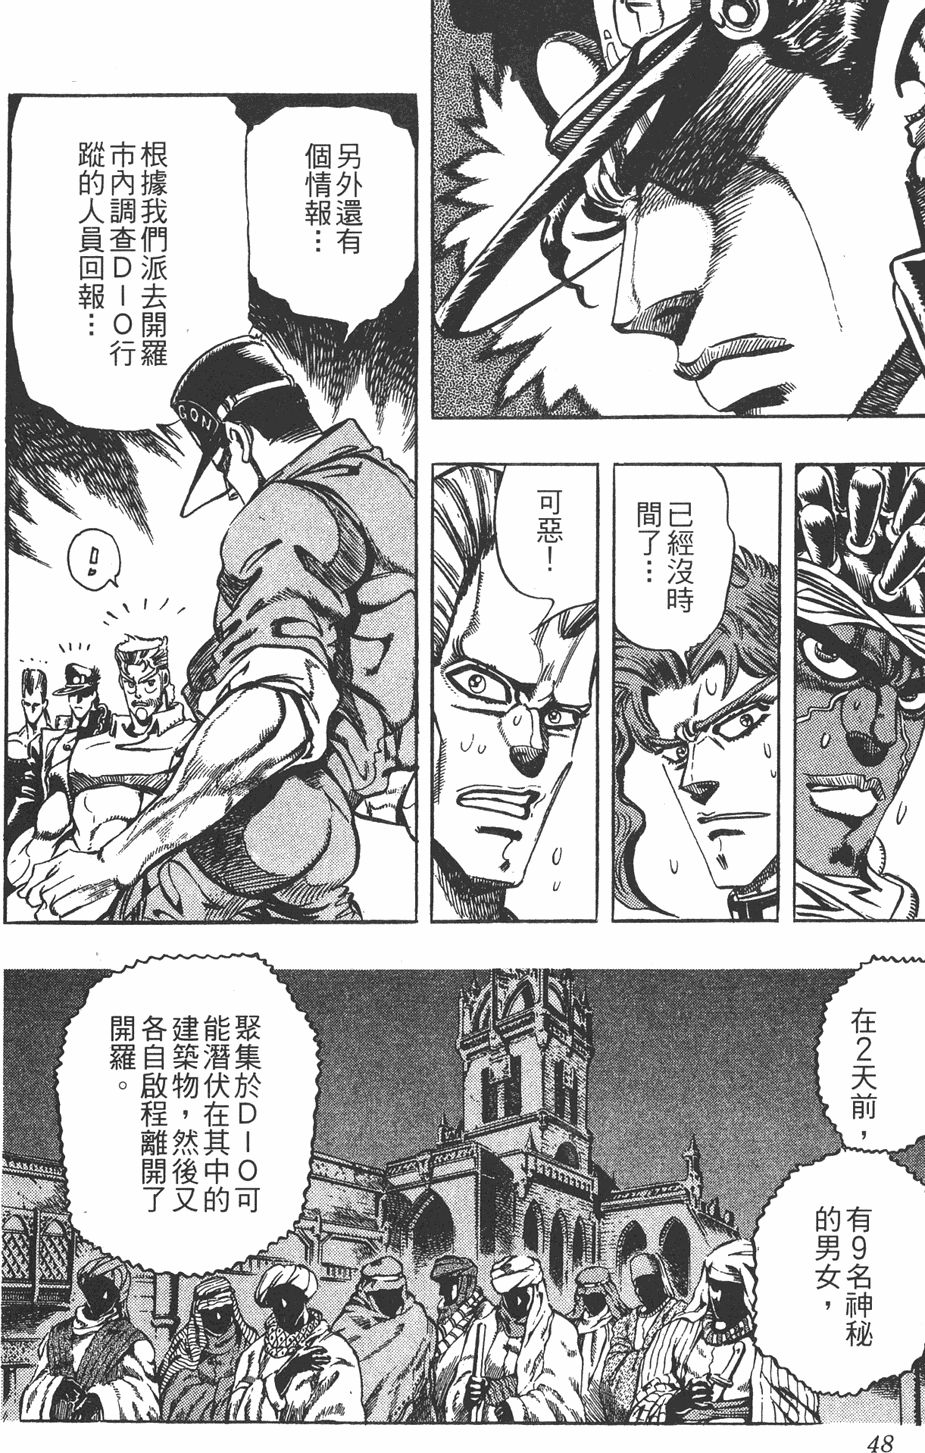 已經沒時
間了…
可惡！
另外還有
個情報…
根據我們派去開羅
市內調查DIO行
蹤的人員回報…
COM
！
在2天前，
有9名神秘
的男女，
聚集於DIO可
能潛伏在其中的
建築物，然後又
各自啟程離開了
開羅。
48